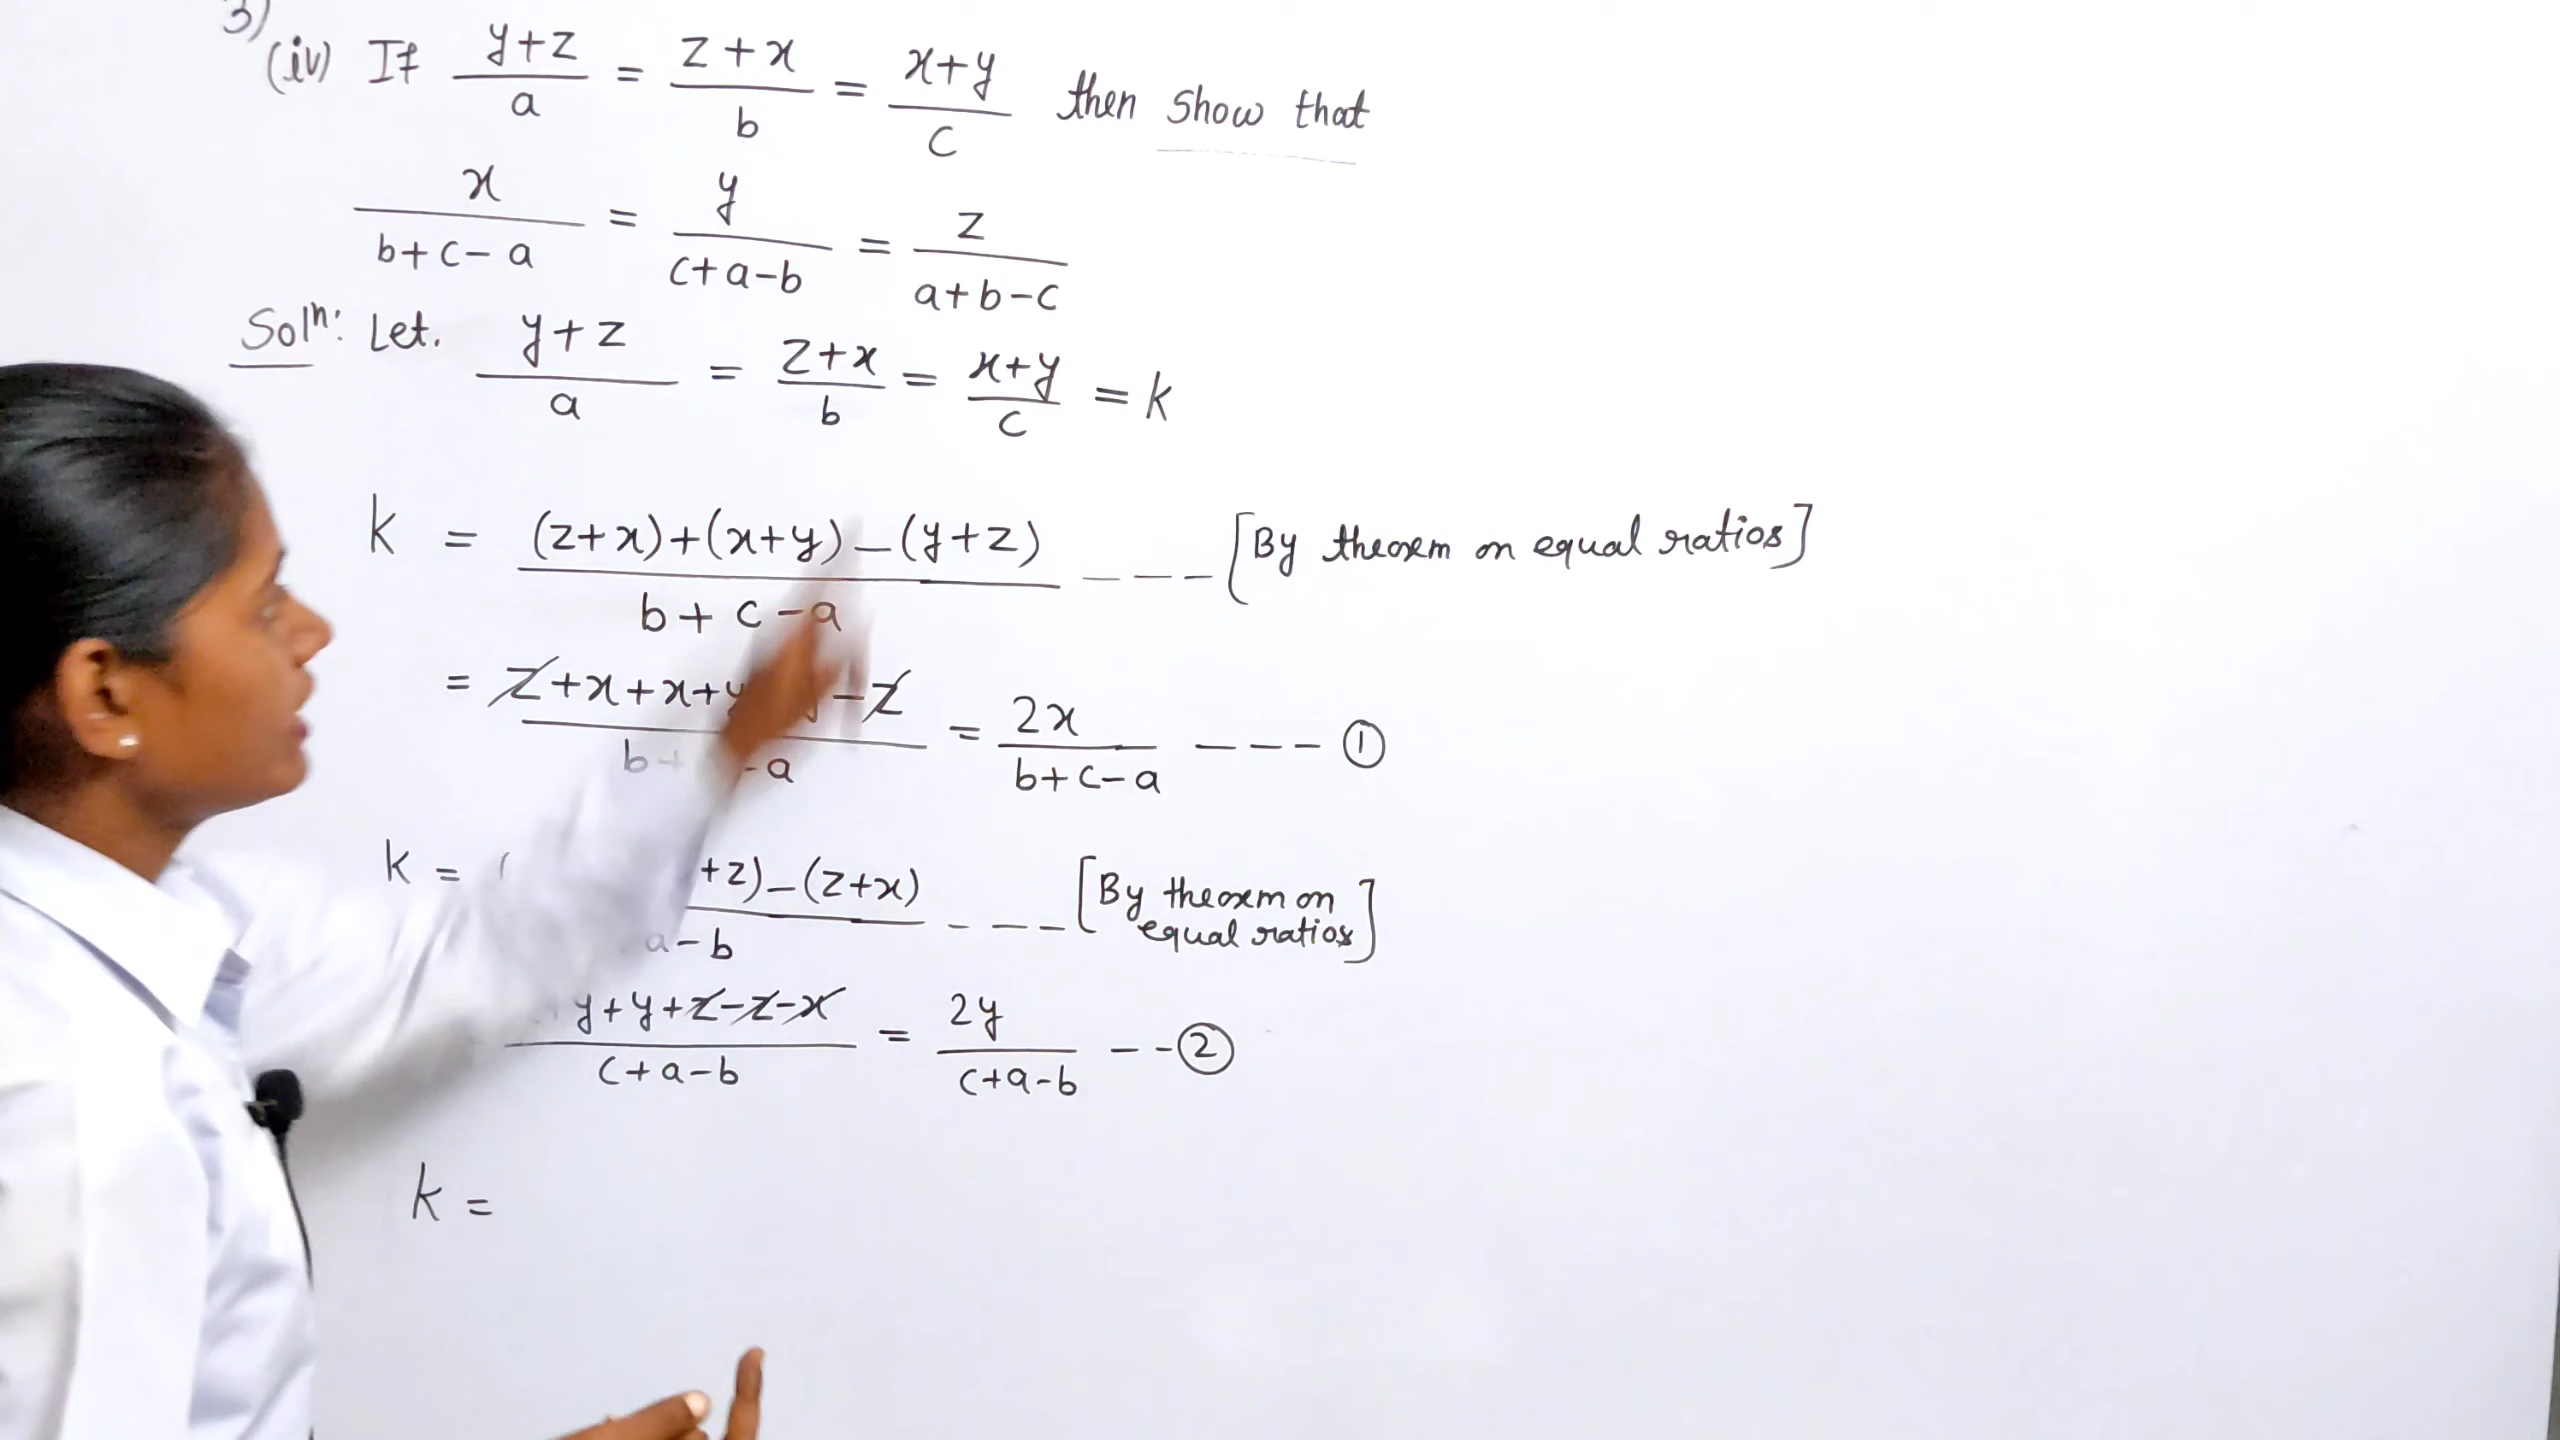 3)
(iv) If y+z/a = z+x/b = x+y/c then show that
x/b+c-a = y/c+a-b = z/a+b-c
Solⁿ: Let. y+z/a = z+x/b = x+y/c = k
k = (z+x)+(x+y)-(y+z)/b+c-a --- [By theorem on equal ratios]
= z+x+x+y -z/b+ -a = 2x/b+c-a ---- ①
k = ( +z)-(z+x)/a-b ---- [By theorem on equal ratios]
y+y+z-z-x/c+a-b = 2y/c+a-b --②
k =